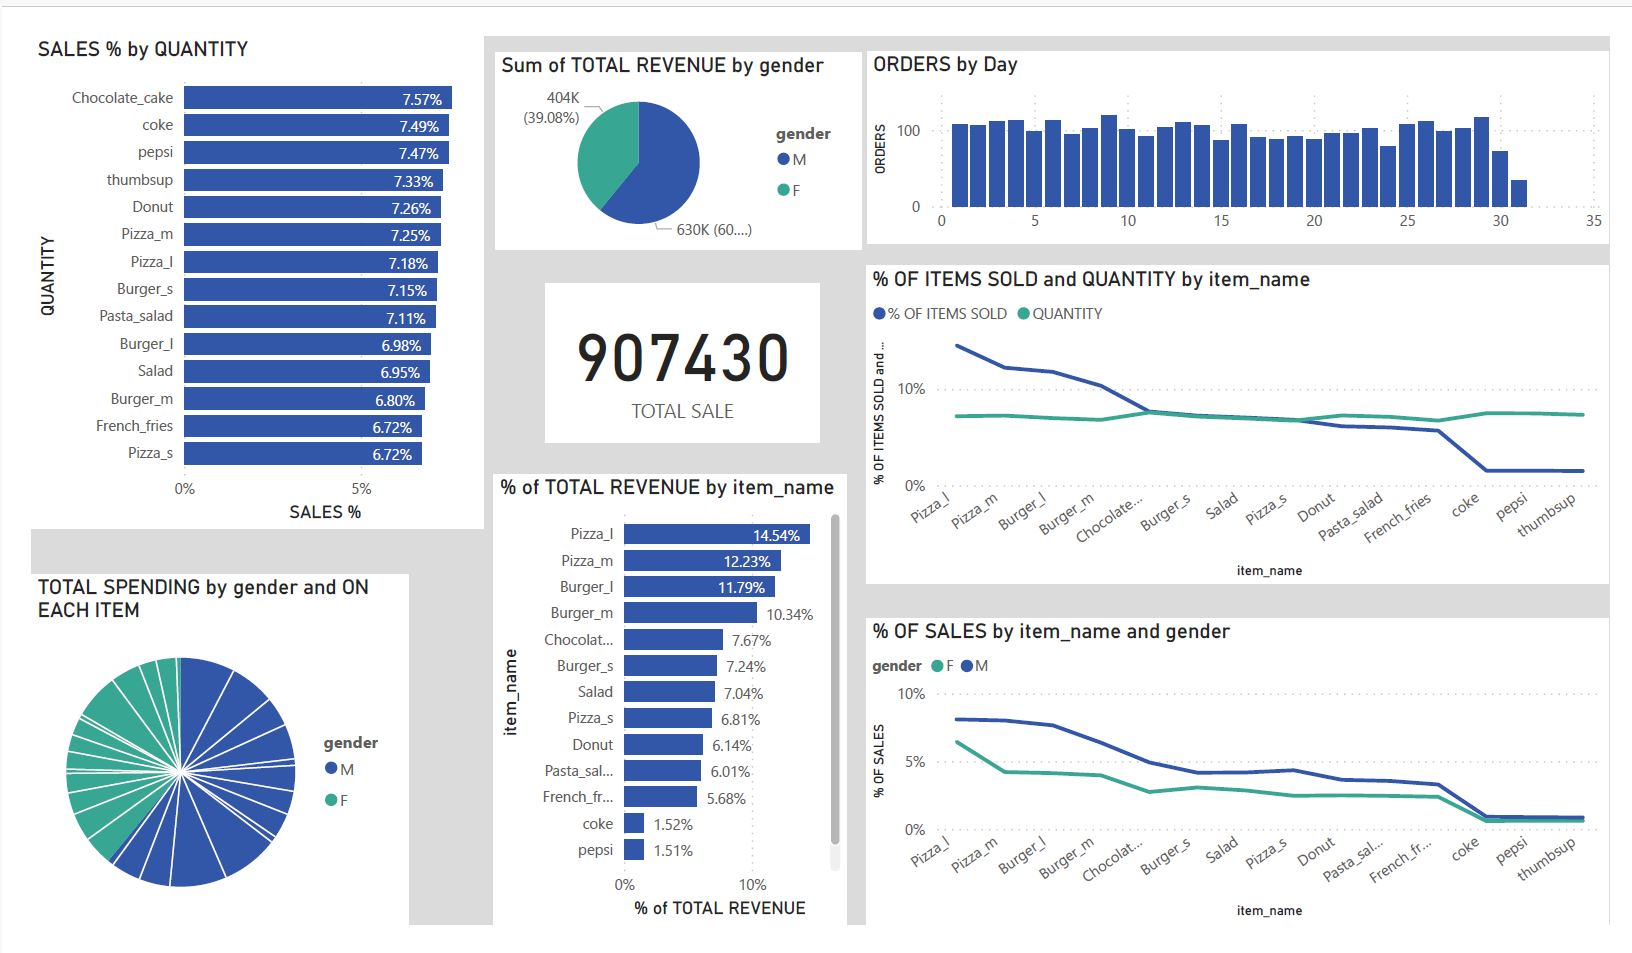 SALES % by QUANTITY
QUANTITY
Chocolate_cake 7.57%
coke 7.49%
pepsi 7.47%
thumbsup 7.33%
Donut 7.26%
Pizza_m 7.25%
Pizza_l 7.18%
Burger_s 7.15%
Pasta_salad 7.11%
Burger_l 6.98%
Salad 6.95%
Burger_m 6.80%
French_fries 6.72%
Pizza_s 6.72%
0% 5%
SALES %
TOTAL SPENDING by gender and ON
EACH ITEM
gender
M
F
Sum of TOTAL REVENUE by gender
404K
(39.08%)
630K (60....)
gender
M
F
907430
TOTAL SALE
% of TOTAL REVENUE by item_name
item_name
Pizza_l 14.54%
Pizza_m 12.23%
Burger_l 11.79%
Burger_m 10.34%
Chocolat... 7.67%
Burger_s 7.24%
Salad 7.04%
Pizza_s 6.81%
Donut 6.14%
Pasta_sal... 6.01%
French_fr... 5.68%
coke 1.52%
pepsi 1.51%
0% 10%
% of TOTAL REVENUE
ORDERS by Day
ORDERS
100
0
0 5 10 15 20 25 30 35
% OF ITEMS SOLD and QUANTITY by item_name
% OF ITEMS SOLD QUANTITY
% OF ITEMS SOLD and ...
10%
0%
Pizza_l Pizza_m Burger_l Burger_m Chocolate... Burger_s Salad Pizza_s Donut Pasta_salad French_fries coke pepsi thumbsup
item_name
% OF SALES by item_name and gender
gender F M
% OF SALES
10%
5%
0%
Pizza_l Pizza_m Burger_l Burger_m Chocolat... Burger_s Salad Pizza_s Donut Pasta_sal... French_fr... coke pepsi thumbsup
item_name